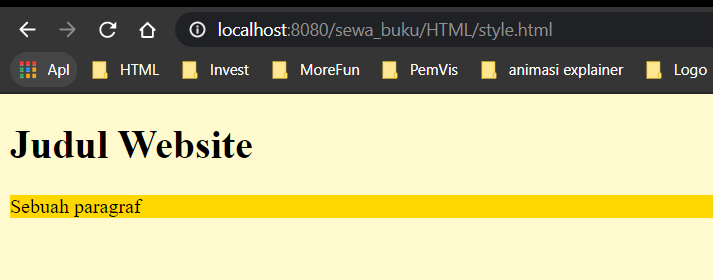 localhost:8080/sewa_buku/HTML/style.html
Apl HTML Invest MoreFun PemVis animasi explainer Logo
Judul Website
Sebuah paragraf